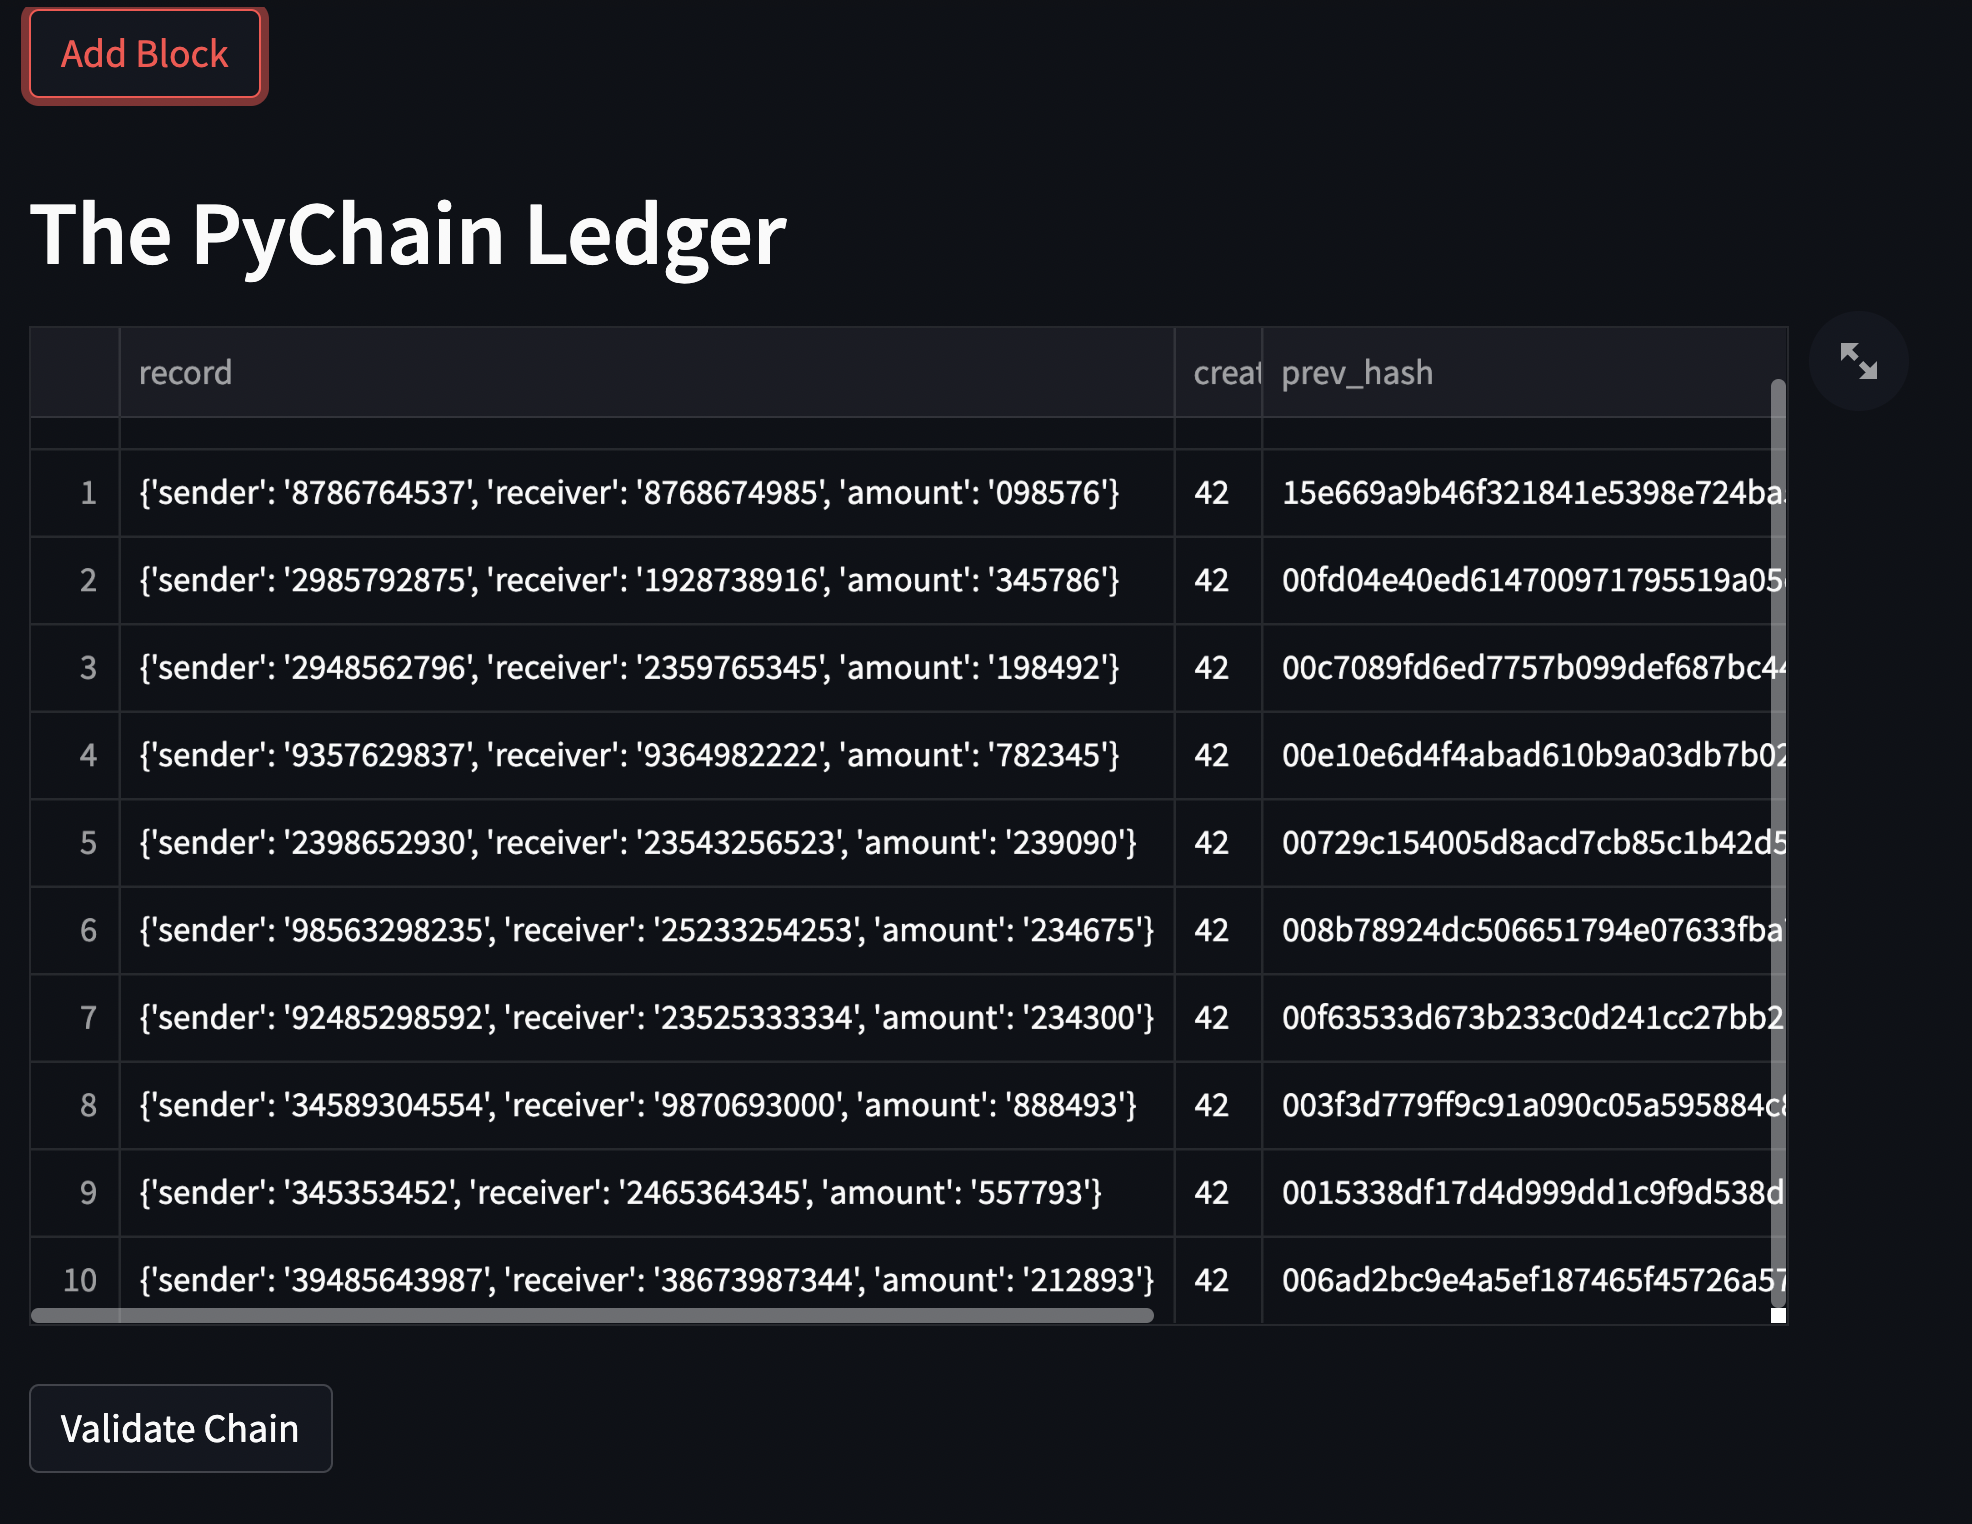 Add Block
The PyChain Ledger
record creat prev_hash
1 {'sender': '8786764537', 'receiver': '8768674985', 'amount': '098576'} 42 15e669a9b46f321841e5398e724ba
2 {'sender': '2985792875', 'receiver': '1928738916', 'amount': '345786'} 42 00fd04e40ed614700971795519a05
3 {'sender': '2948562796', 'receiver': '2359765345', 'amount': '198492'} 42 00c7089fd6ed7757b099def687bc44
4 {'sender': '9357629837', 'receiver': '9364982222', 'amount': '782345'} 42 00e10e6d4f4abad610b9a03db7b02
5 {'sender': '2398652930', 'receiver': '23543256523', 'amount': '239090'} 42 00729c154005d8acd7cb85c1b42d5
6 {'sender': '98563298235', 'receiver': '25233254253', 'amount': '234675'} 42 008b78924dc506651794e07633fba
7 {'sender': '92485298592', 'receiver': '23525333334', 'amount': '234300'} 42 00f63533d673b233c0d241cc27bb2
8 {'sender': '34589304554', 'receiver': '9870693000', 'amount': '888493'} 42 003f3d779ff9c91a090c05a595884c
9 {'sender': '345353452', 'receiver': '2465364345', 'amount': '557793'} 42 0015338df17d4d999dd1c9f9d538d
10 {'sender': '39485643987', 'receiver': '38673987344', 'amount': '212893'} 42 006ad2bc9e4a5ef187465f45726a57
Validate Chain